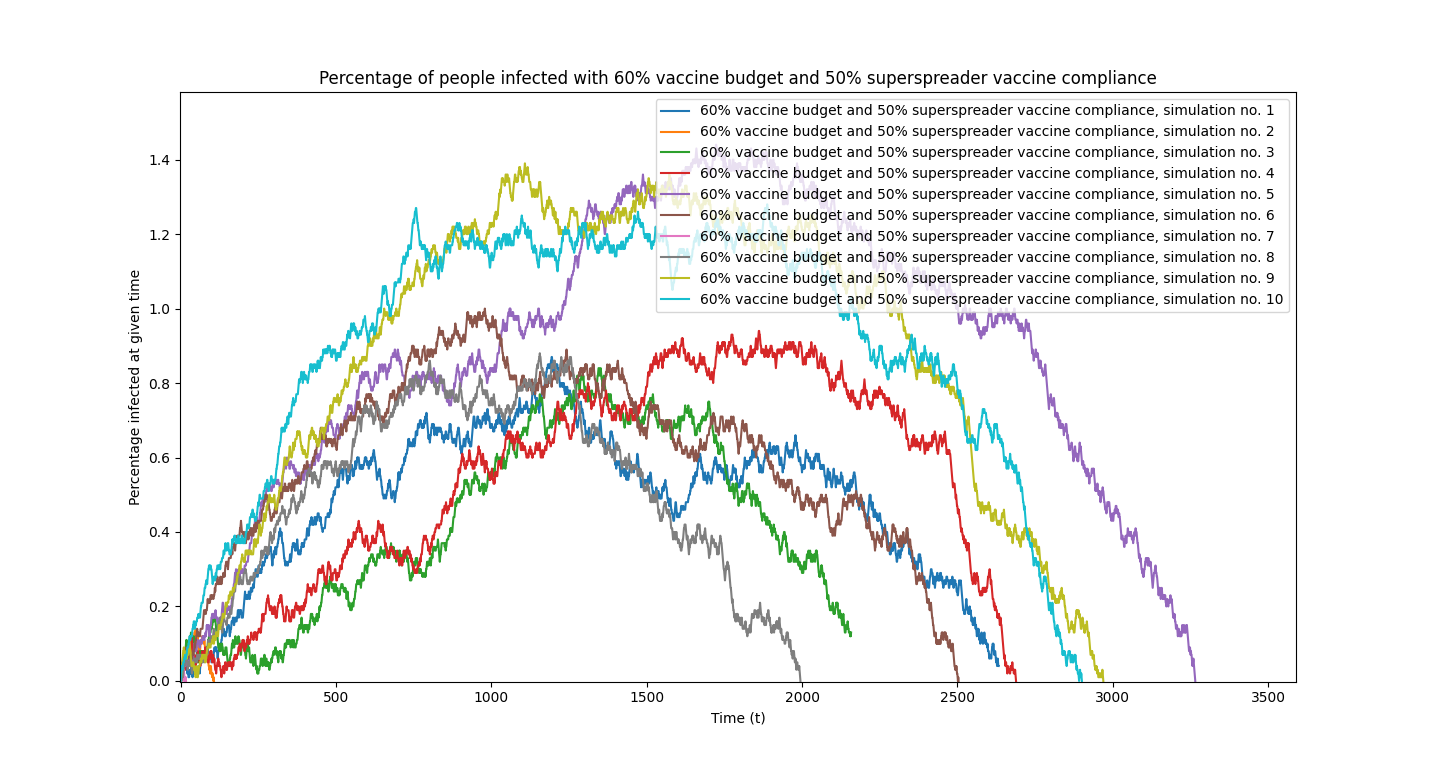 Percentage of people infected with 60% vaccine budget and 50% superspreader vaccine compliance
60% vaccine budget and 50% superspreader vaccine compliance, simulation no. 1
60% vaccine budget and 50% superspreader vaccine compliance, simulation no. 2
60% vaccine budget and 50% superspreader vaccine compliance, simulation no. 3
60% vaccine budget and 50% superspreader vaccine compliance, simulation no. 4
60% vaccine budget and 50% superspreader vaccine compliance, simulation no. 5
60% vaccine budget and 50% superspreader vaccine compliance, simulation no. 6
60% vaccine budget and 50% superspreader vaccine compliance, simulation no. 7
60% vaccine budget and 50% superspreader vaccine compliance, simulation no. 8
60% vaccine budget and 50% superspreader vaccine compliance, simulation no. 9
60% vaccine budget and 50% superspreader vaccine compliance, simulation no. 10
Percentage infected at given time
1.4
1.2
1.0
0.8
0.6
0.4
0.2
0.0
0 500 1000 1500 2000 2500 3000 3500
Time (t)